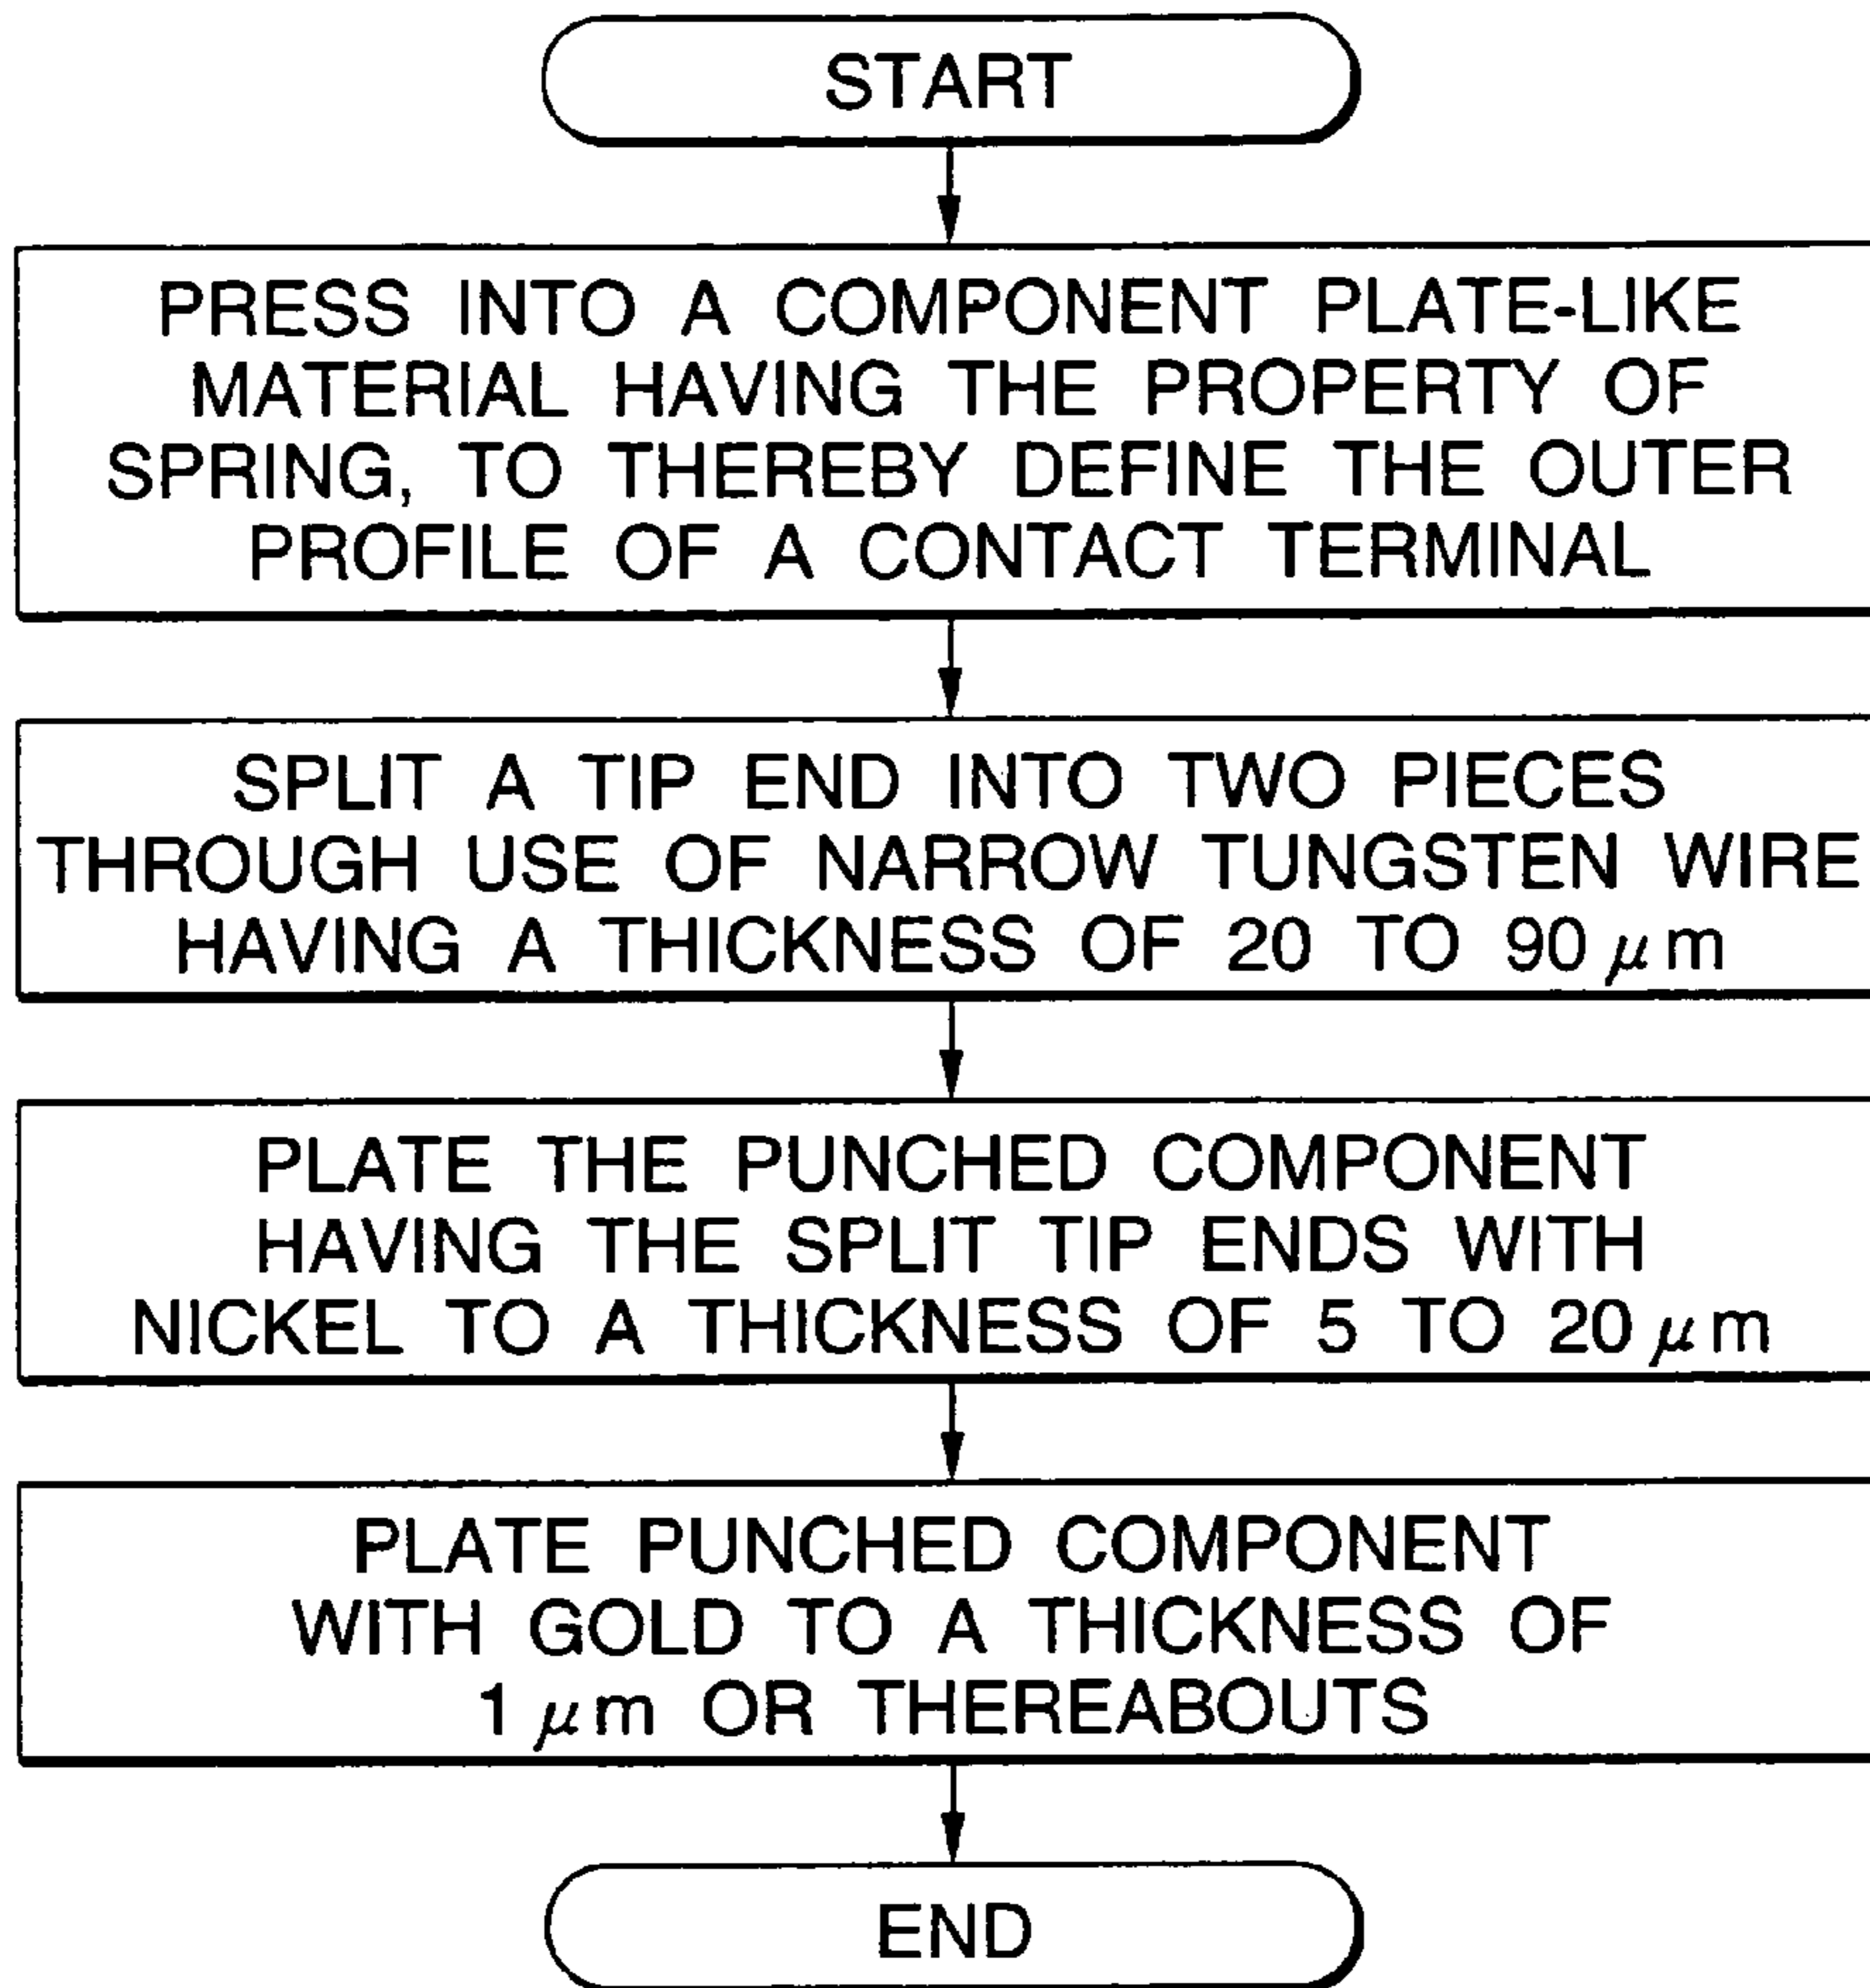 START
PRESS INTO A COMPONENT PLATE-LIKE
MATERIAL HAVING THE PROPERTY OF
SPRING, TO THEREBY DEFINE THE OUTER
PROFILE OF A CONTACT TERMINAL
SPLIT A TIP END INTO TWO PIECES
THROUGH USE OF NARROW TUNGSTEN WIRE
HAVING A THICKNESS OF 20 TO 90 μm
PLATE THE PUNCHED COMPONENT
HAVING THE SPLIT TIP ENDS WITH
NICKEL TO A THICKNESS OF 5 TO 20 μm
PLATE PUNCHED COMPONENT
WITH GOLD TO A THICKNESS OF
1 μm OR THEREABOUTS
END